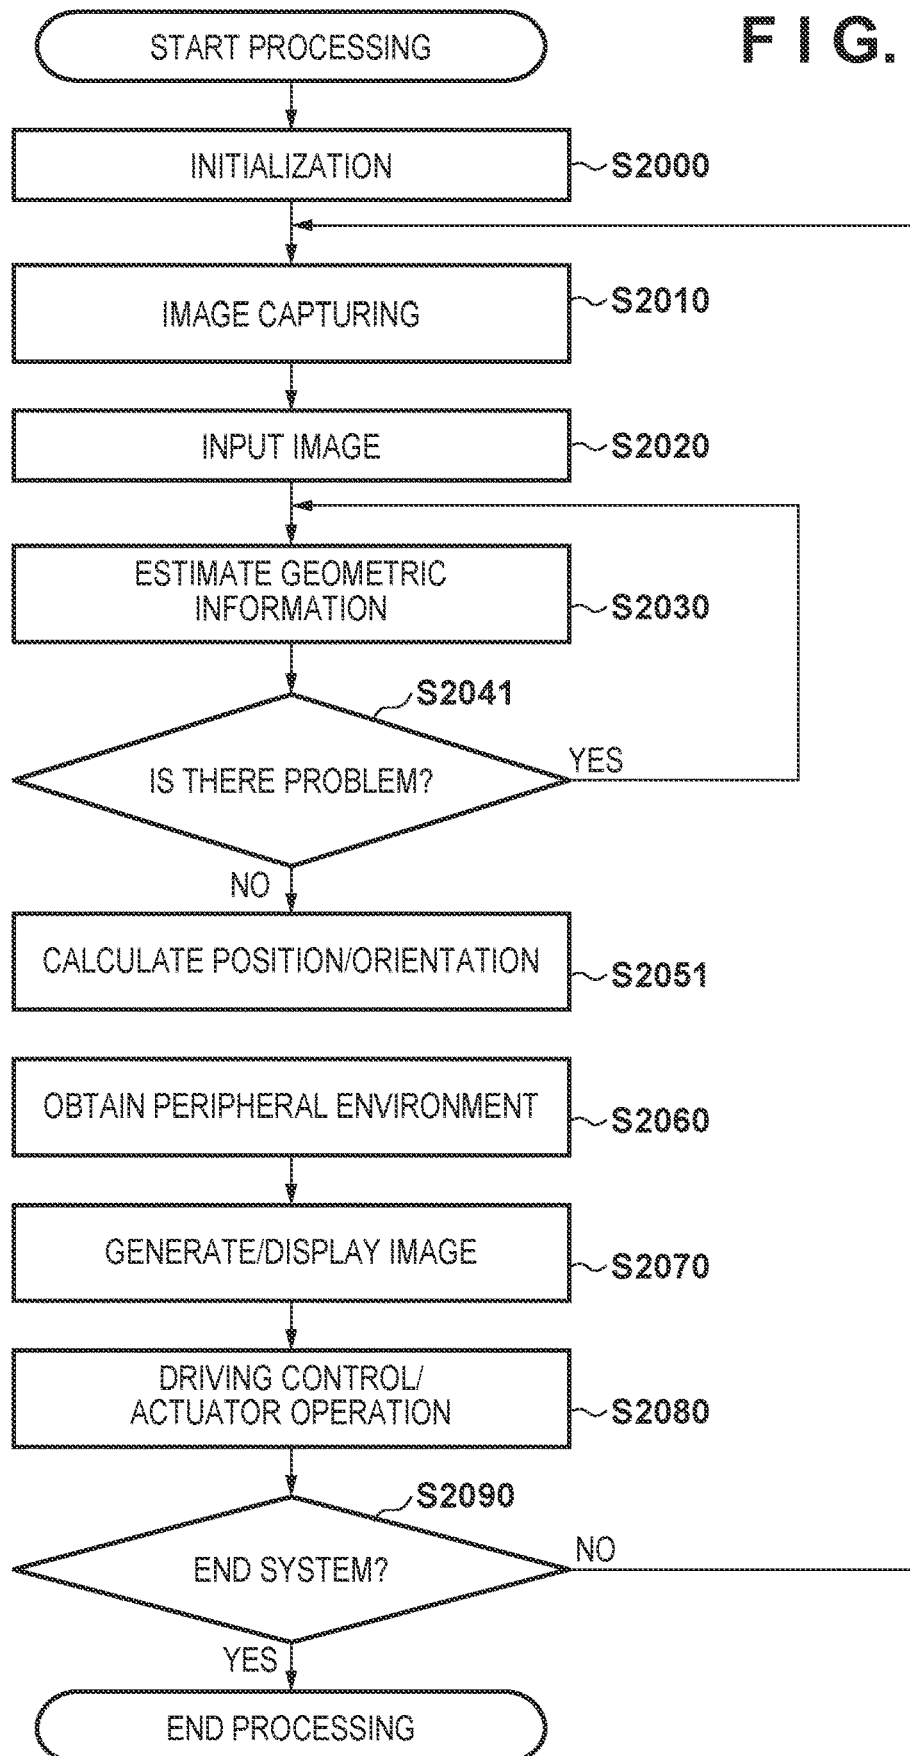 FIG.
START PROCESSING
INITIALIZATION
S2000
IMAGE CAPTURING
S2010
INPUT IMAGE
S2020
ESTIMATE GEOMETRIC
INFORMATION
S2030
S2041
IS THERE PROBLEM?
YES
NO
CALCULATE POSITION/ORIENTATION
S2051
OBTAIN PERIPHERAL ENVIRONMENT
S2060
GENERATE/DISPLAY IMAGE
S2070
DRIVING CONTROL/
ACTUATOR OPERATION
S2080
S2090
END SYSTEM?
NO
YES
END PROCESSING